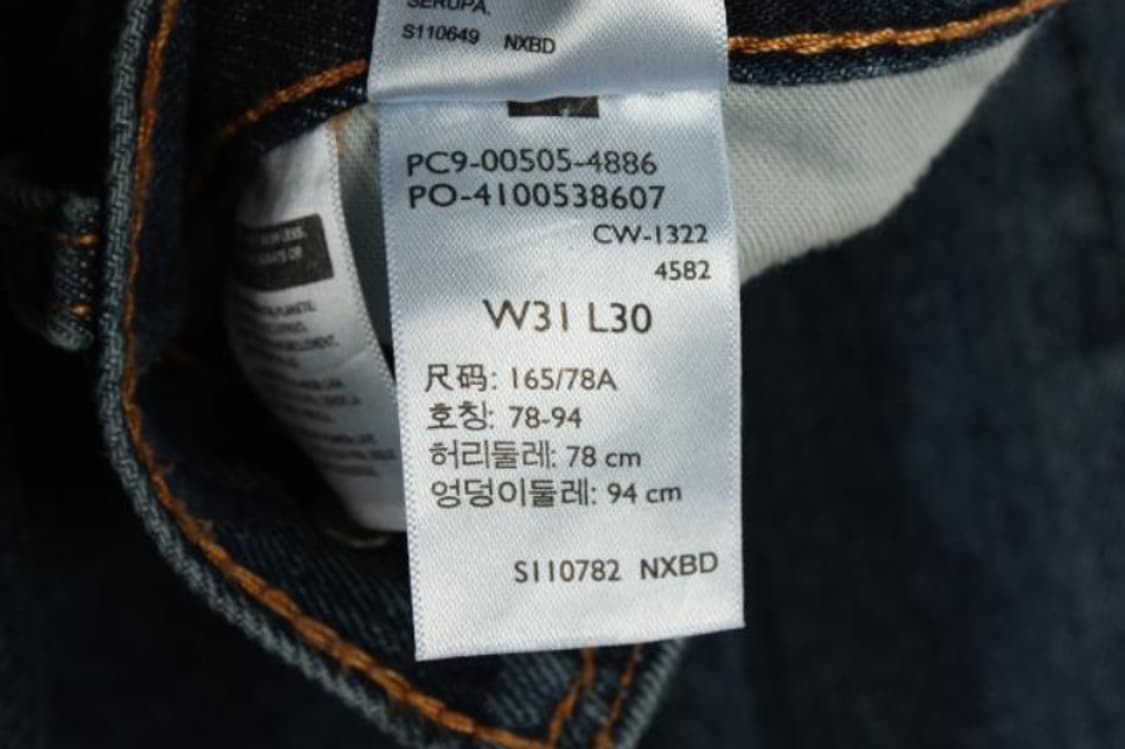 SERUPA.
S110649 NXBD
PC9-00505-4886
PO-4100538607
CW-1322
4582
W31 L30
尺码: 165/78A
호칭: 78-94
허리둘레: 78 cm
엉덩이둘레: 94 cm
S110782 NXBD